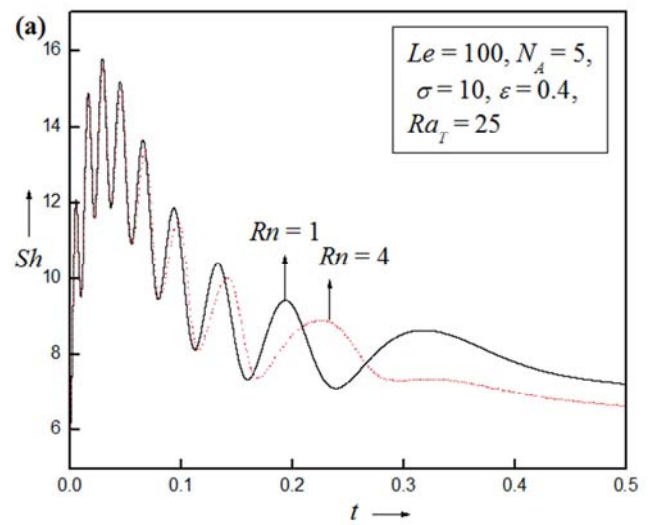 (a)
Le = 100, N_A = 5,
σ = 10, ε = 0.4,
Ra_T = 25
16
14
12
10
8
6
Sh
Rn = 1
Rn = 4
0.0 0.1 0.2 0.3 0.4 0.5
t